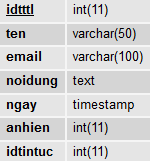 idtttl int(11)
ten varchar(50)
email varchar(100)
noidung text
ngay timestamp
anhien int(11)
idtintuc int(11)